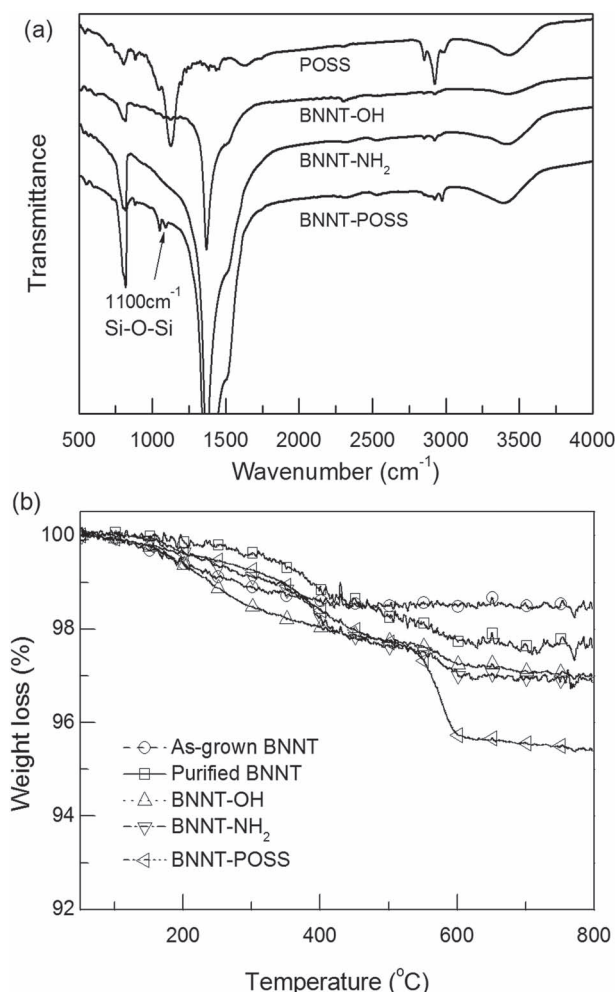 (a)
Transmittance
POSS
BNNT-OH
BNNT-NH₂
BNNT-POSS
1100cm⁻¹
Si-O-Si
500 1000 1500 2000 2500 3000 3500 4000
Wavenumber (cm⁻¹)
(b)
Weight loss (%)
100
98
96
94
92
As-grown BNNT
Purified BNNT
BNNT-OH
BNNT-NH₂
BNNT-POSS
200 400 600 800
Temperature (°C)